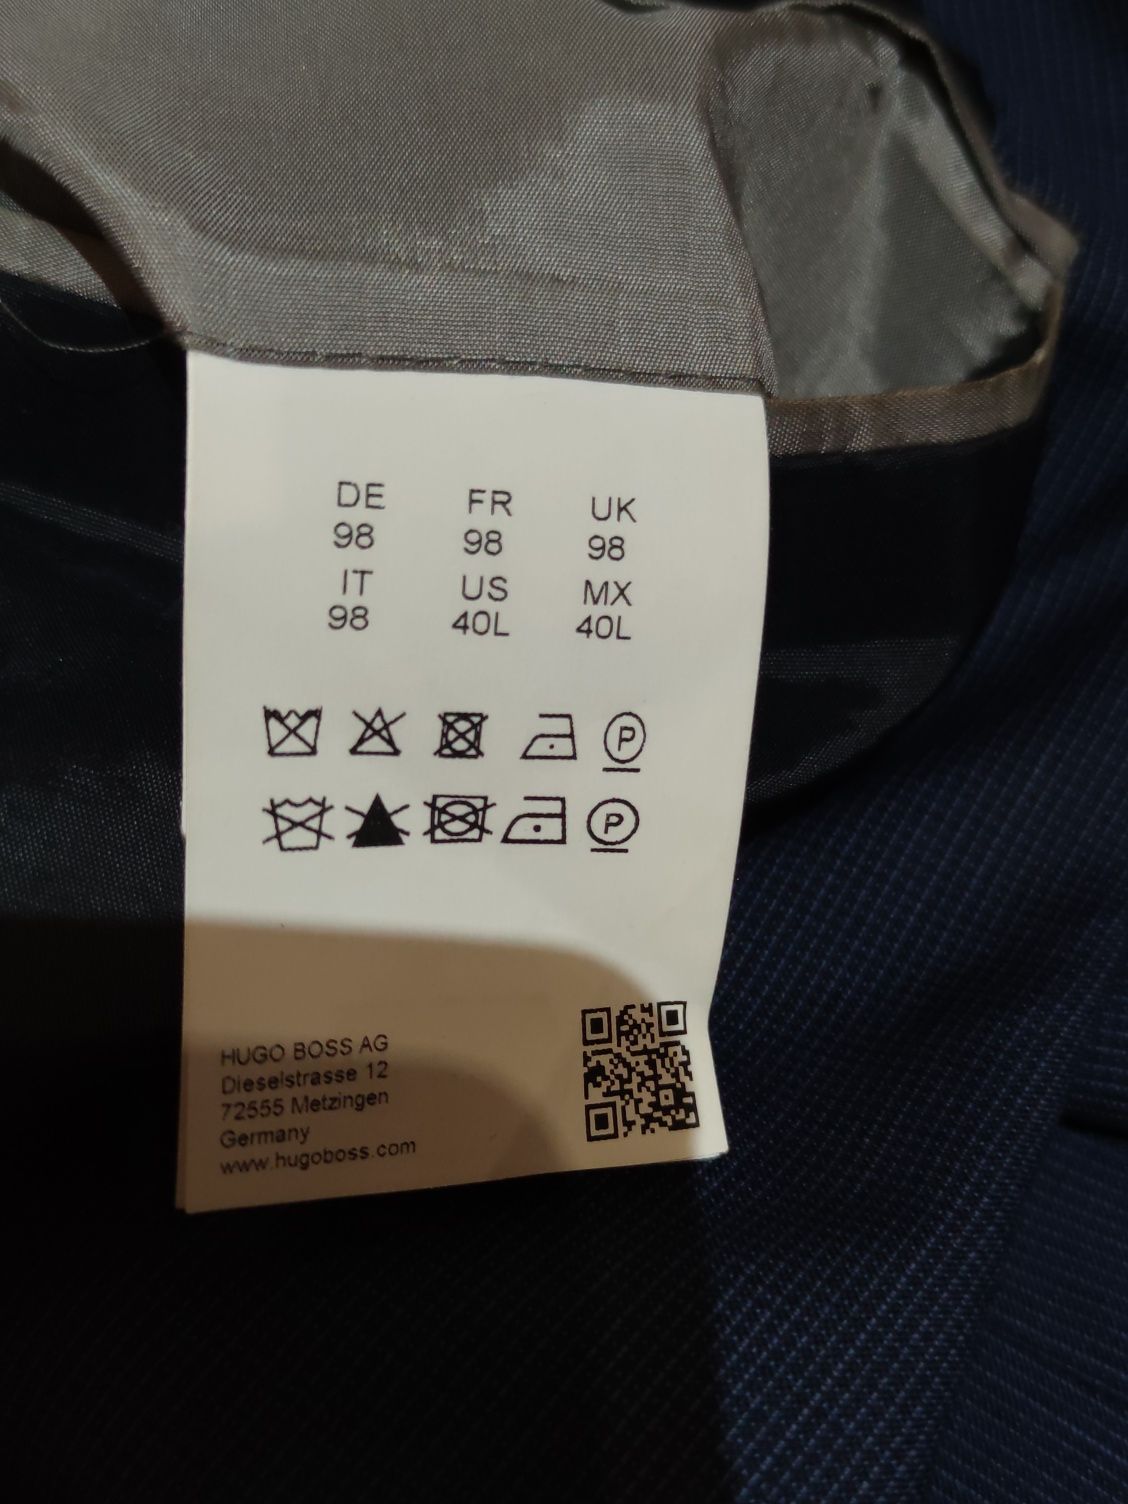 DE FR UK
98 98 98
IT US MX
98 40L 40L
P
P
HUGO BOSS AG
Dieselstrasse 12
72555 Metzingen
Germany
www.hugoboss.com